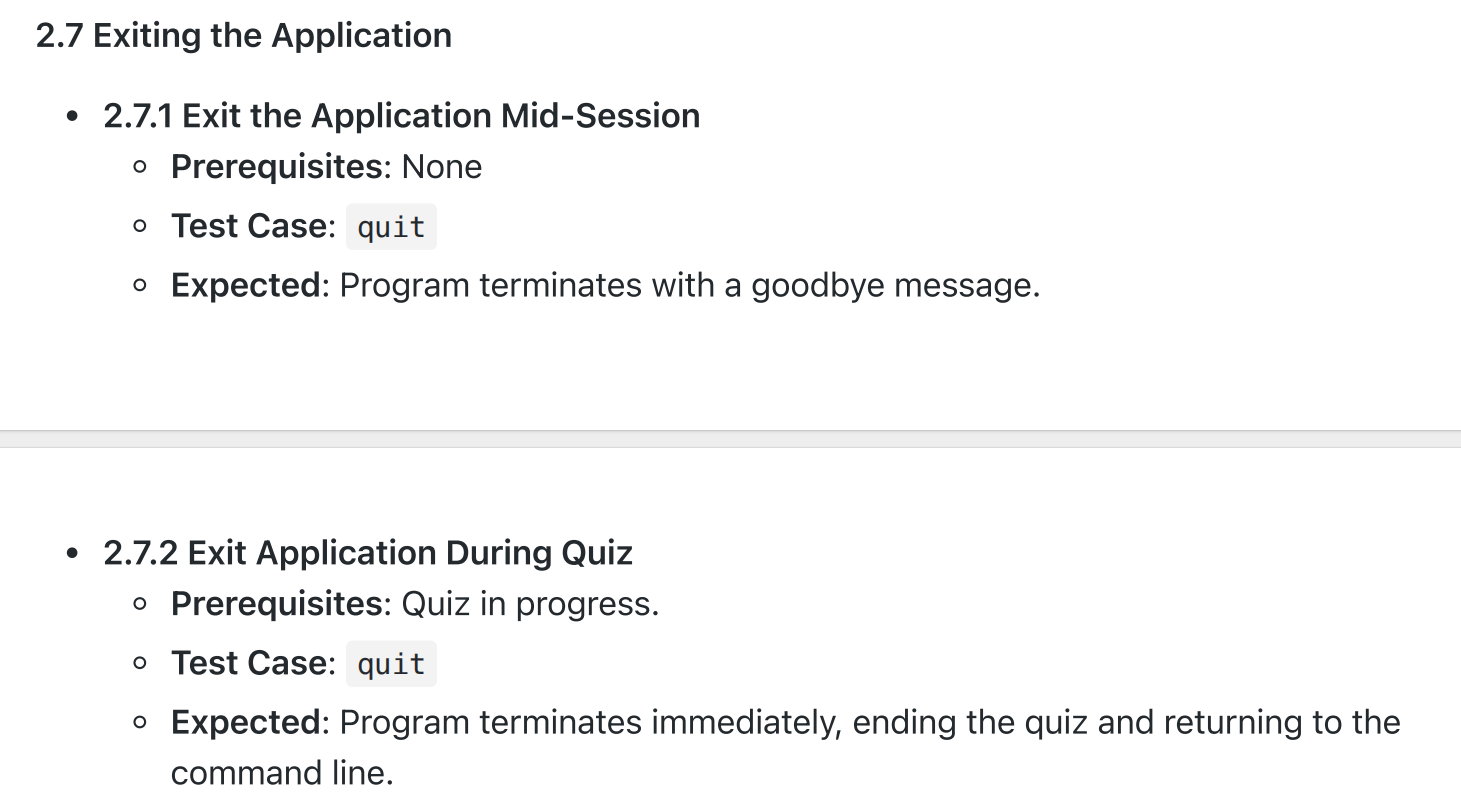 2.7 Exiting the Application
• 2.7.1 Exit the Application Mid-Session
◦ Prerequisites: None
◦ Test Case: quit
◦ Expected: Program terminates with a goodbye message.
• 2.7.2 Exit Application During Quiz
◦ Prerequisites: Quiz in progress.
◦ Test Case: quit
◦ Expected: Program terminates immediately, ending the quiz and returning to the
command line.